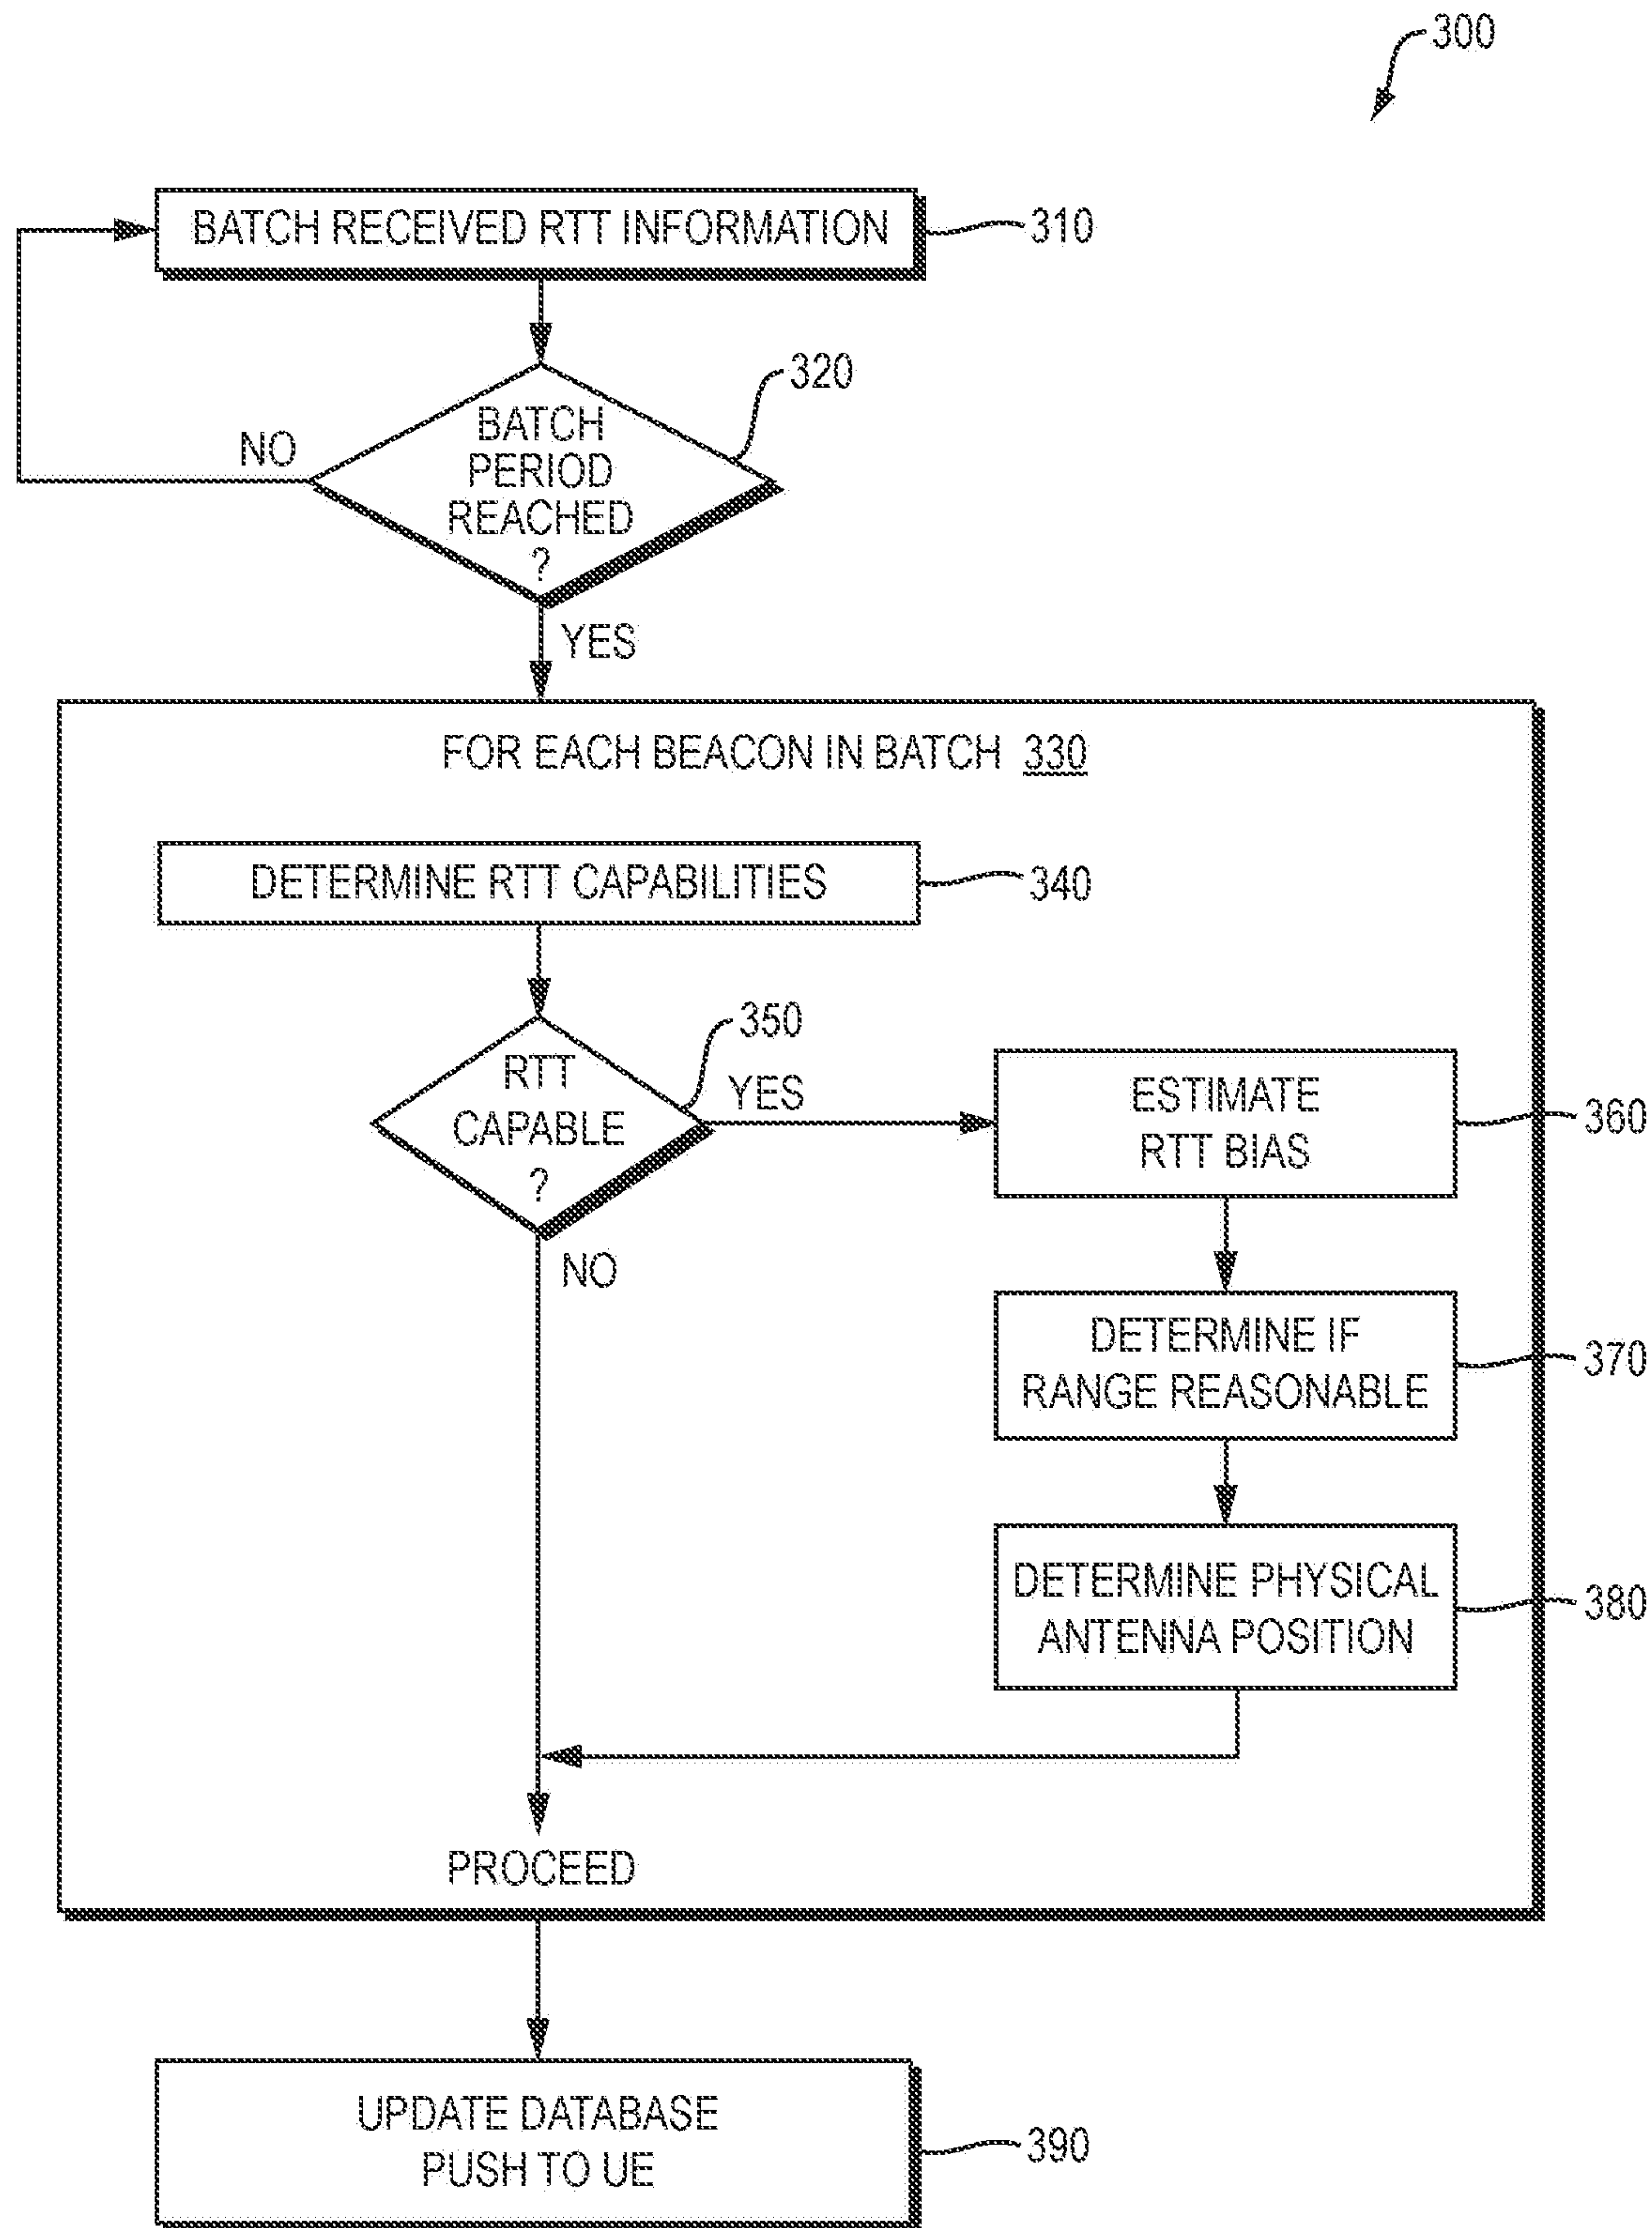 300
BATCH RECEIVED RTT INFORMATION
310
320
BATCH
PERIOD
REACHED
?
NO
YES
FOR EACH BEACON IN BATCH 330
DETERMINE RTT CAPABILITIES
340
350
RTT
CAPABLE
?
YES
NO
ESTIMATE
RTT BIAS
360
DETERMINE IF
RANGE REASONABLE
370
DETERMINE PHYSICAL
ANTENNA POSITION
380
PROCEED
UPDATE DATABASE
PUSH TO UE
390